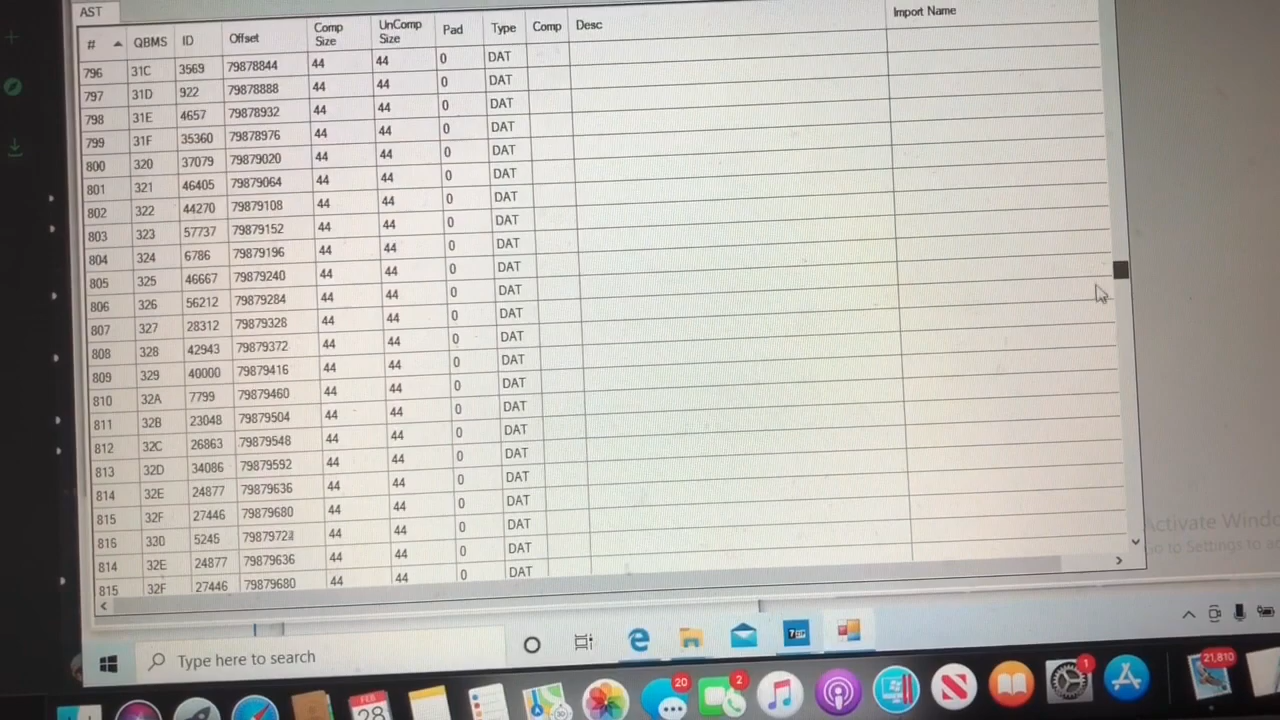 AST
# QBMS ID Offset Comp Size UnComp Size Pad Type Comp Desc Import Name
796 31C 3569 79878844 44 44 0 DAT
797 31D 922 79878888 44 44 0 DAT
798 31E 4657 79878932 44 44 0 DAT
799 31F 35360 79878976 44 44 0 DAT
800 320 37079 79879020 44 44 0 DAT
801 321 46405 79879064 44 44 0 DAT
802 322 44270 79879108 44 44 0 DAT
803 323 57737 79879152 44 44 0 DAT
804 324 6786 79879196 44 44 0 DAT
805 325 46667 79879240 44 44 0 DAT
806 326 56212 79879284 44 44 0 DAT
807 327 28312 79879328 44 44 0 DAT
808 328 42943 79879372 44 44 0 DAT
809 329 40000 79879416 44 44 0 DAT
810 32A 7799 79879460 44 44 0 DAT
811 32B 23048 79879504 44 44 0 DAT
812 32C 26863 79879548 44 44 0 DAT
813 32D 34086 79879592 44 44 0 DAT
814 32E 24877 79879636 44 44 0 DAT
815 32F 27446 79879680 44 44 0 DAT
816 330 5245 44 44 0 DAT
814 32E 24877 79879636 44 44 0 DAT
815 32F 27446 79879680 44 44 0 DAT
Activate Windo
Go to Settings to a
Type here to search
FEB
28
20
2
1
21,810